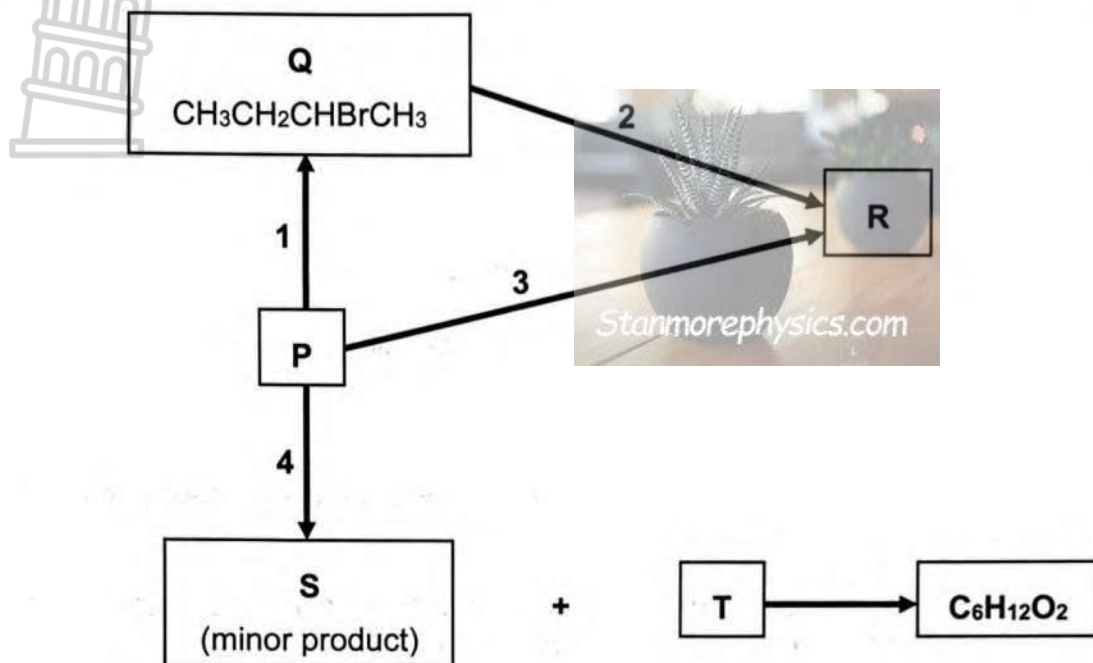 Q
CH₃CH₂CHBrCH₃
2
R
1
3
Stanmorephysics.com
P
4
S
(minor product)
+
T
C₆H₁₂O₂